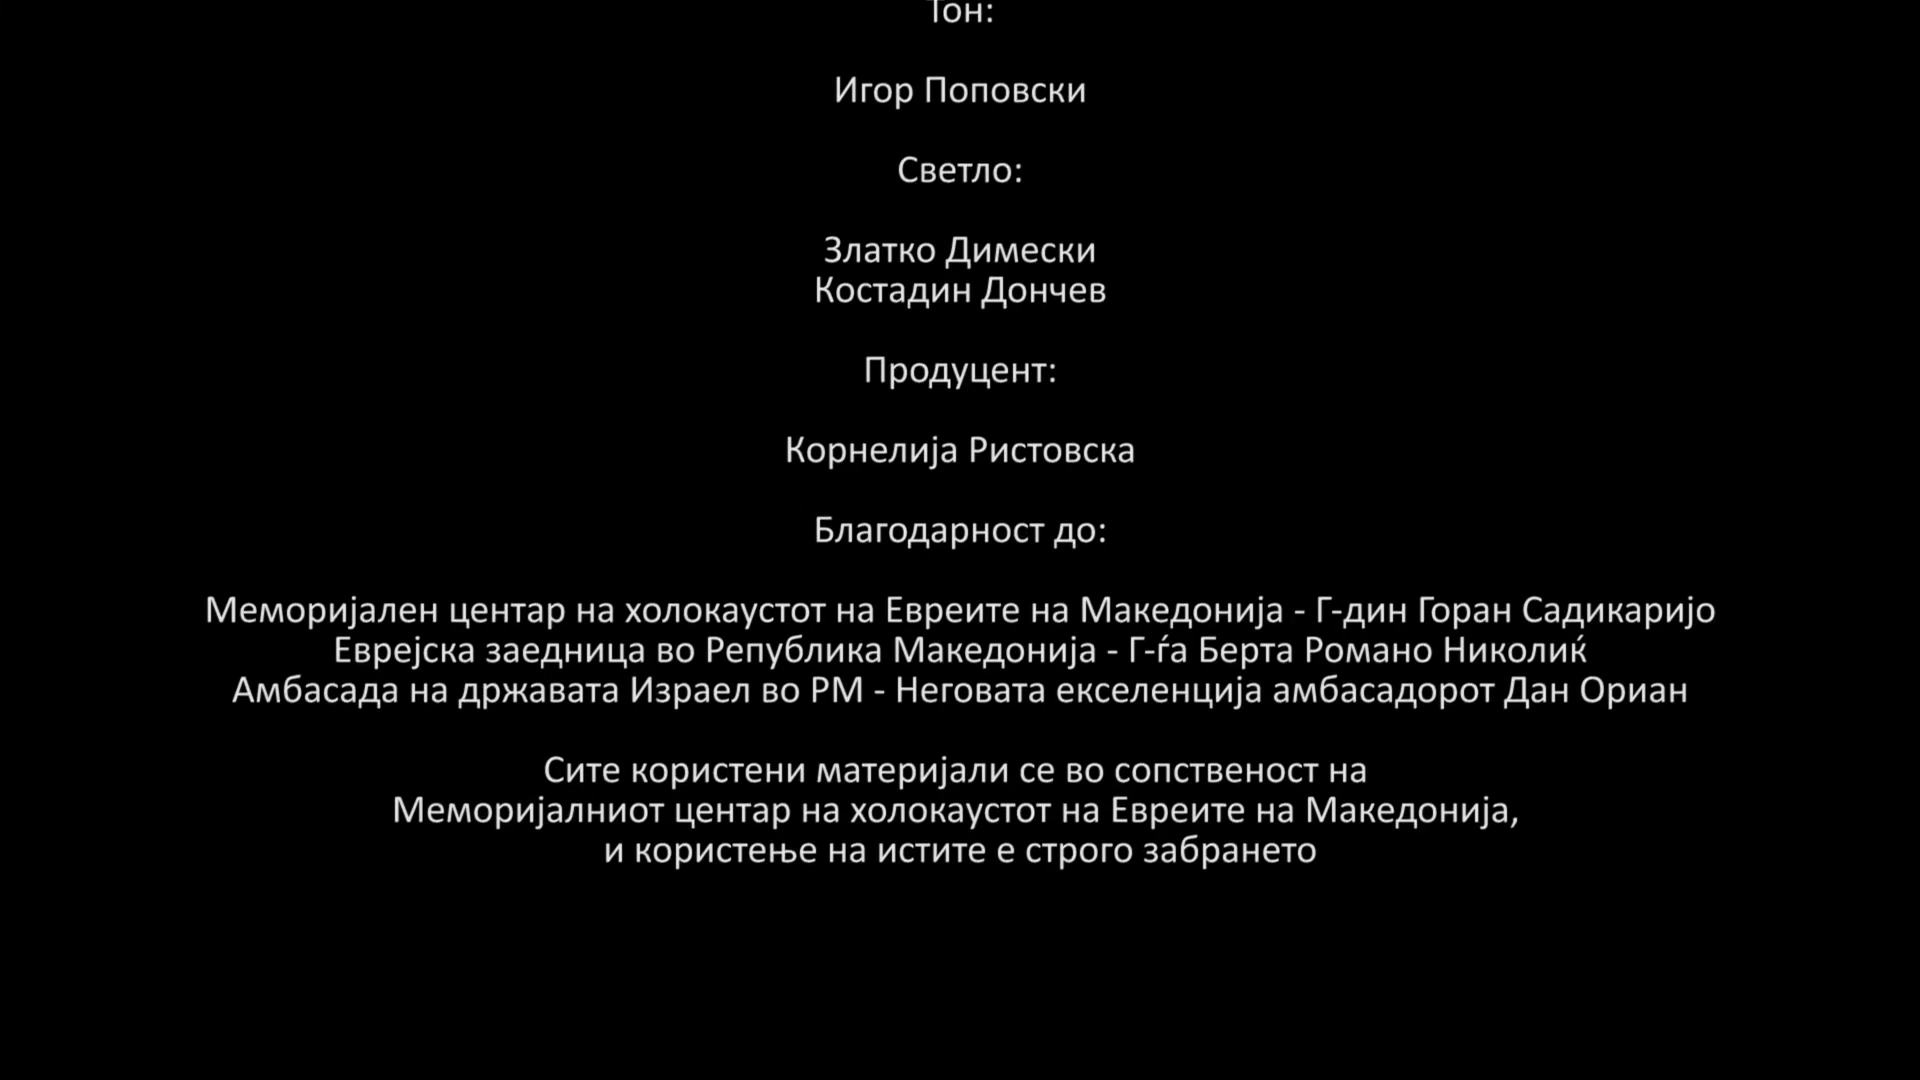 Тон:
Игор Поповски
Светло:
Златко Димески
Костадин Дончев
Продуцент:
Корнелија Ристовска
Благодарност до:
Меморијален центар на холокаустот на Евреите на Македонија - Г-дин Горан Садикаријо
Еврејска заедница во Република Македонија - Г-ѓа Берта Романо Николиќ
Амбасада на државата Израел во РМ - Неговата екселенција амбасадорот Дан Ориан
Сите користени материјали се во сопственост на
Меморијалниот центар на холокаустот на Евреите на Македонија,
и користење на истите е строго забрането